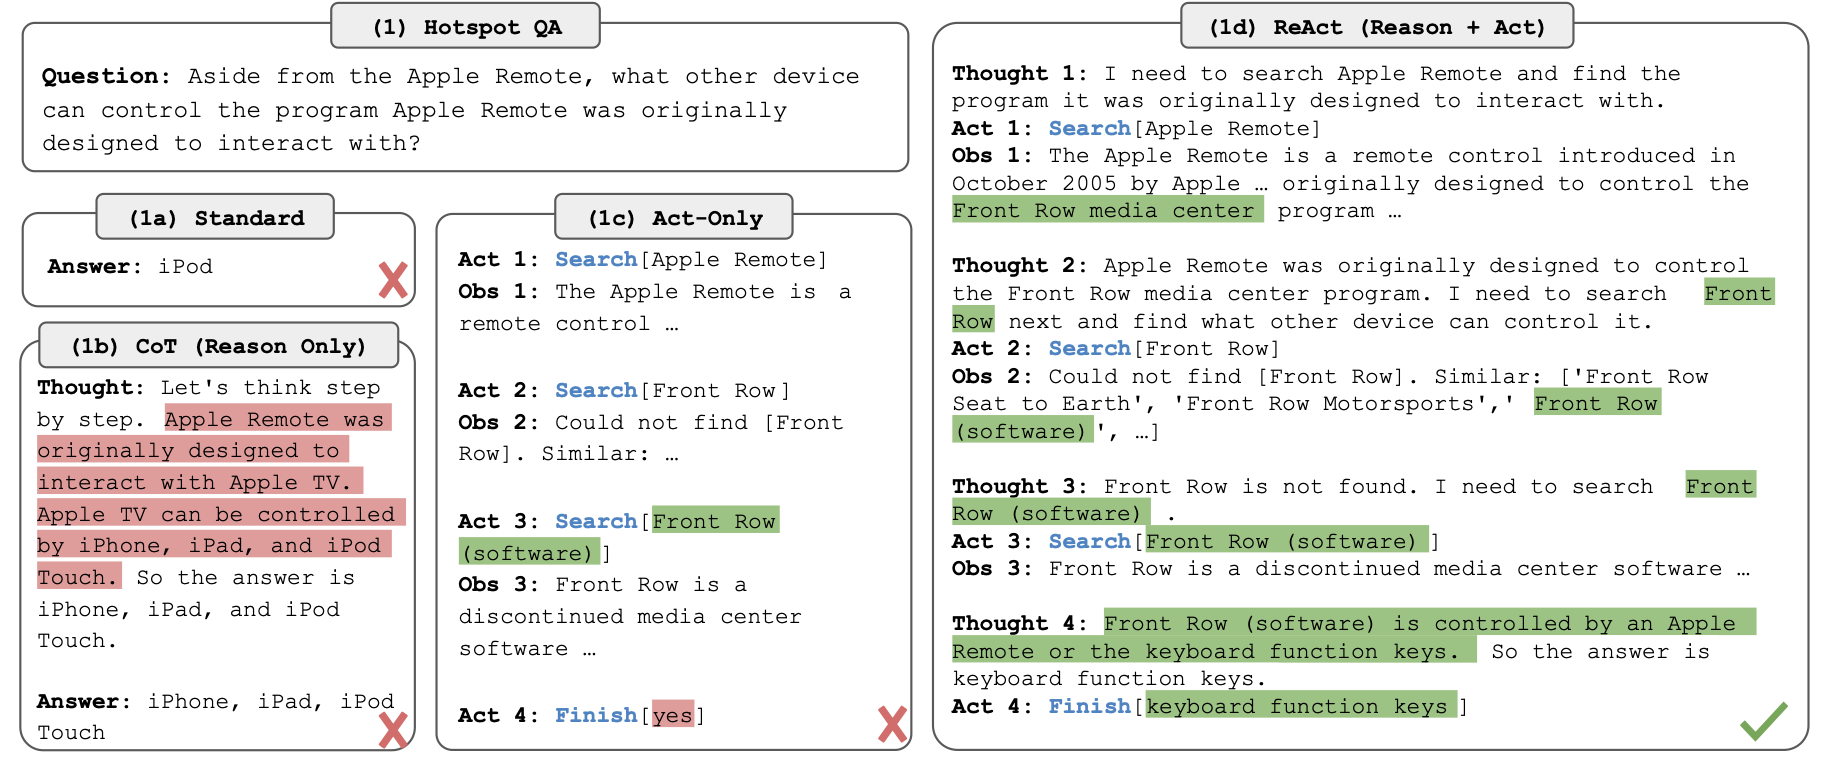 (1) Hotspot QA
Question: Aside from the Apple Remote, what other device
can control the program Apple Remote was originally
designed to interact with?
(1a) Standard
Answer: iPod
(1b) CoT (Reason Only)
Thought: Let's think step
by step. Apple Remote was
originally designed to
interact with Apple TV.
Apple TV can be controlled
by iPhone, iPad, and iPod
Touch. So the answer is
iPhone, iPad, and iPod
Touch.
Answer: iPhone, iPad, iPod
Touch
(1c) Act-Only
Act 1: Search[Apple Remote]
Obs 1: The Apple Remote is a
remote control …
Act 2: Search[Front Row]
Obs 2: Could not find [Front
Row]. Similar: …
Act 3: Search[Front Row
(software)]
Obs 3: Front Row is a
discontinued media center
software …
Act 4: Finish[yes]
(1d) ReAct (Reason + Act)
Thought 1: I need to search Apple Remote and find the
program it was originally designed to interact with.
Act 1: Search[Apple Remote]
Obs 1: The Apple Remote is a remote control introduced in
October 2005 by Apple … originally designed to control the
Front Row media center program …
Thought 2: Apple Remote was originally designed to control
the Front Row media center program. I need to search Front
Row next and find what other device can control it.
Act 2: Search[Front Row]
Obs 2: Could not find [Front Row]. Similar: ['Front Row
Seat to Earth', 'Front Row Motorsports',' Front Row
(software)', …]
Thought 3: Front Row is not found. I need to search Front
Row (software) .
Act 3: Search[Front Row (software)]
Obs 3: Front Row is a discontinued media center software …
Thought 4: Front Row (software) is controlled by an Apple
Remote or the keyboard function keys. So the answer is
keyboard function keys.
Act 4: Finish[keyboard function keys]